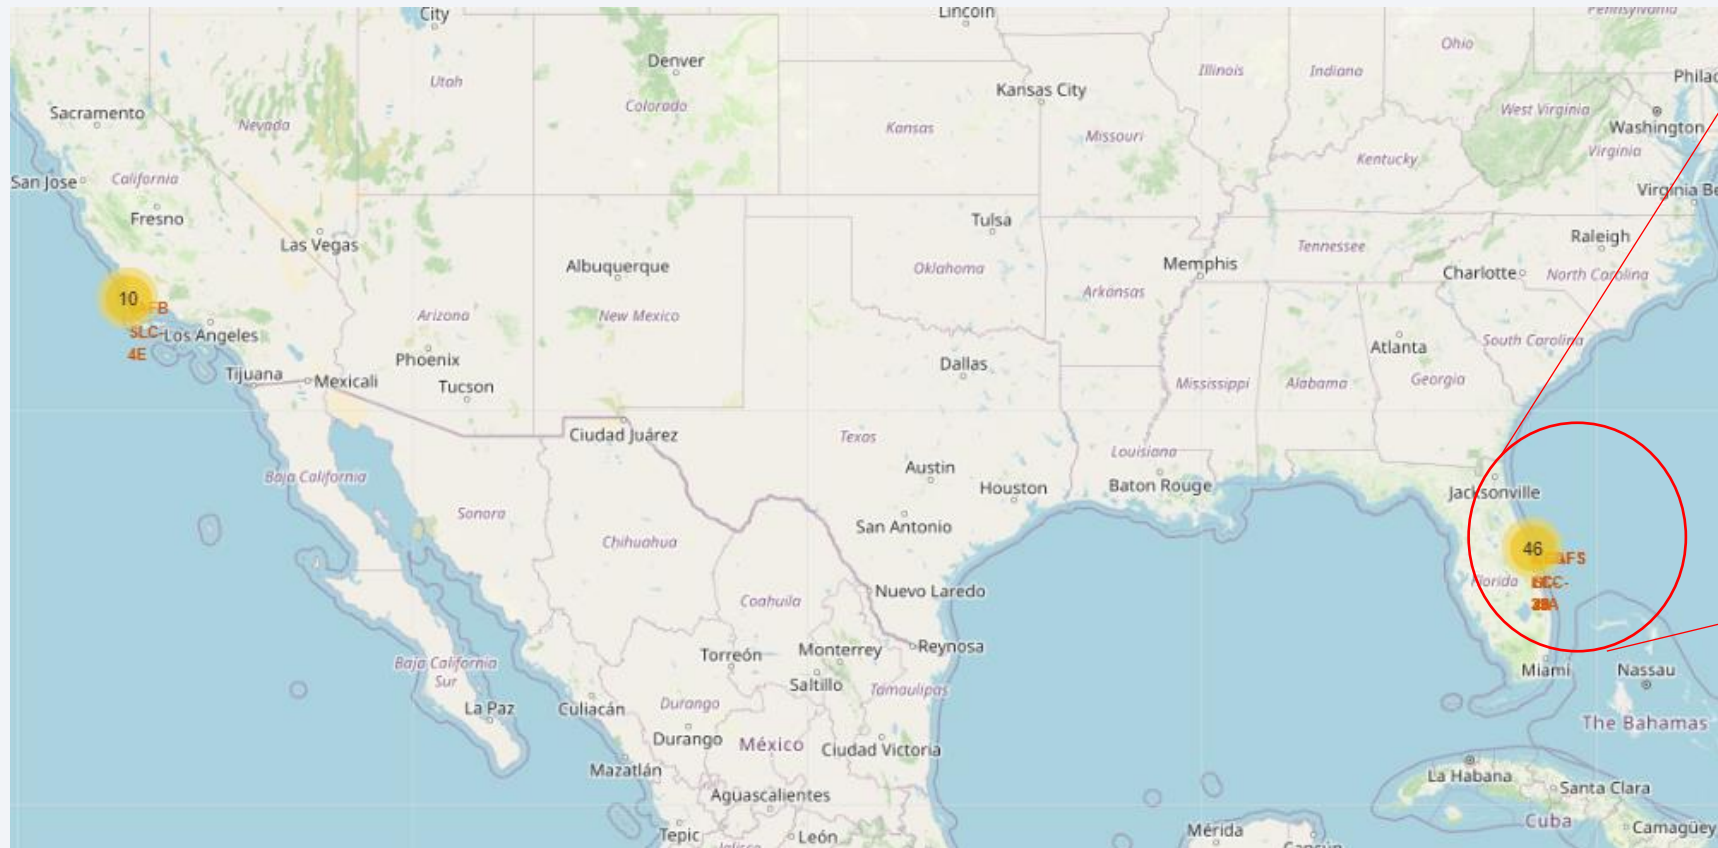 City
Lincoln
Pennsylvania
Denver
Ohio
Utah
Illinois
Indiana
Kansas City
Colorado
West Virginia
Sacramento
Nevada
Kansas
Missouri
Washington
Virginia
Kentucky
San Jose
California
Fresno
Tulsa
Las Vegas
Raleigh
Tennessee
Albuquerque
Oklahoma
Memphis
Charlotte
North Carolina
Arkansas
10
Arizona
New Mexico
SLC-
Los Angeles
4E
South Carolina
Atlanta
Phoenix
Dallas
Tijuana
Mexicali
Tucson
Mississippi
Alabama
Georgia
Ciudad Juárez
Texas
Louisiana
Austin
Baja California
Houston
Baton Rouge
Jacksonville
Sonora
San Antonio
Chihuahua
46
Florida
Nuevo Laredo
Coahuila
Torreón
Monterrey
Reynosa
Baja California
Sur
Saltillo
Tamaulipas
Miami
Nassau
La Paz
Culiacán
Durango
The Bahamas
Durango
México
Ciudad Victoria
Mazatlán
La Habana
Santa Clara
Aguascalientes
Cuba
Camagüey
Tepic
León
Mérida